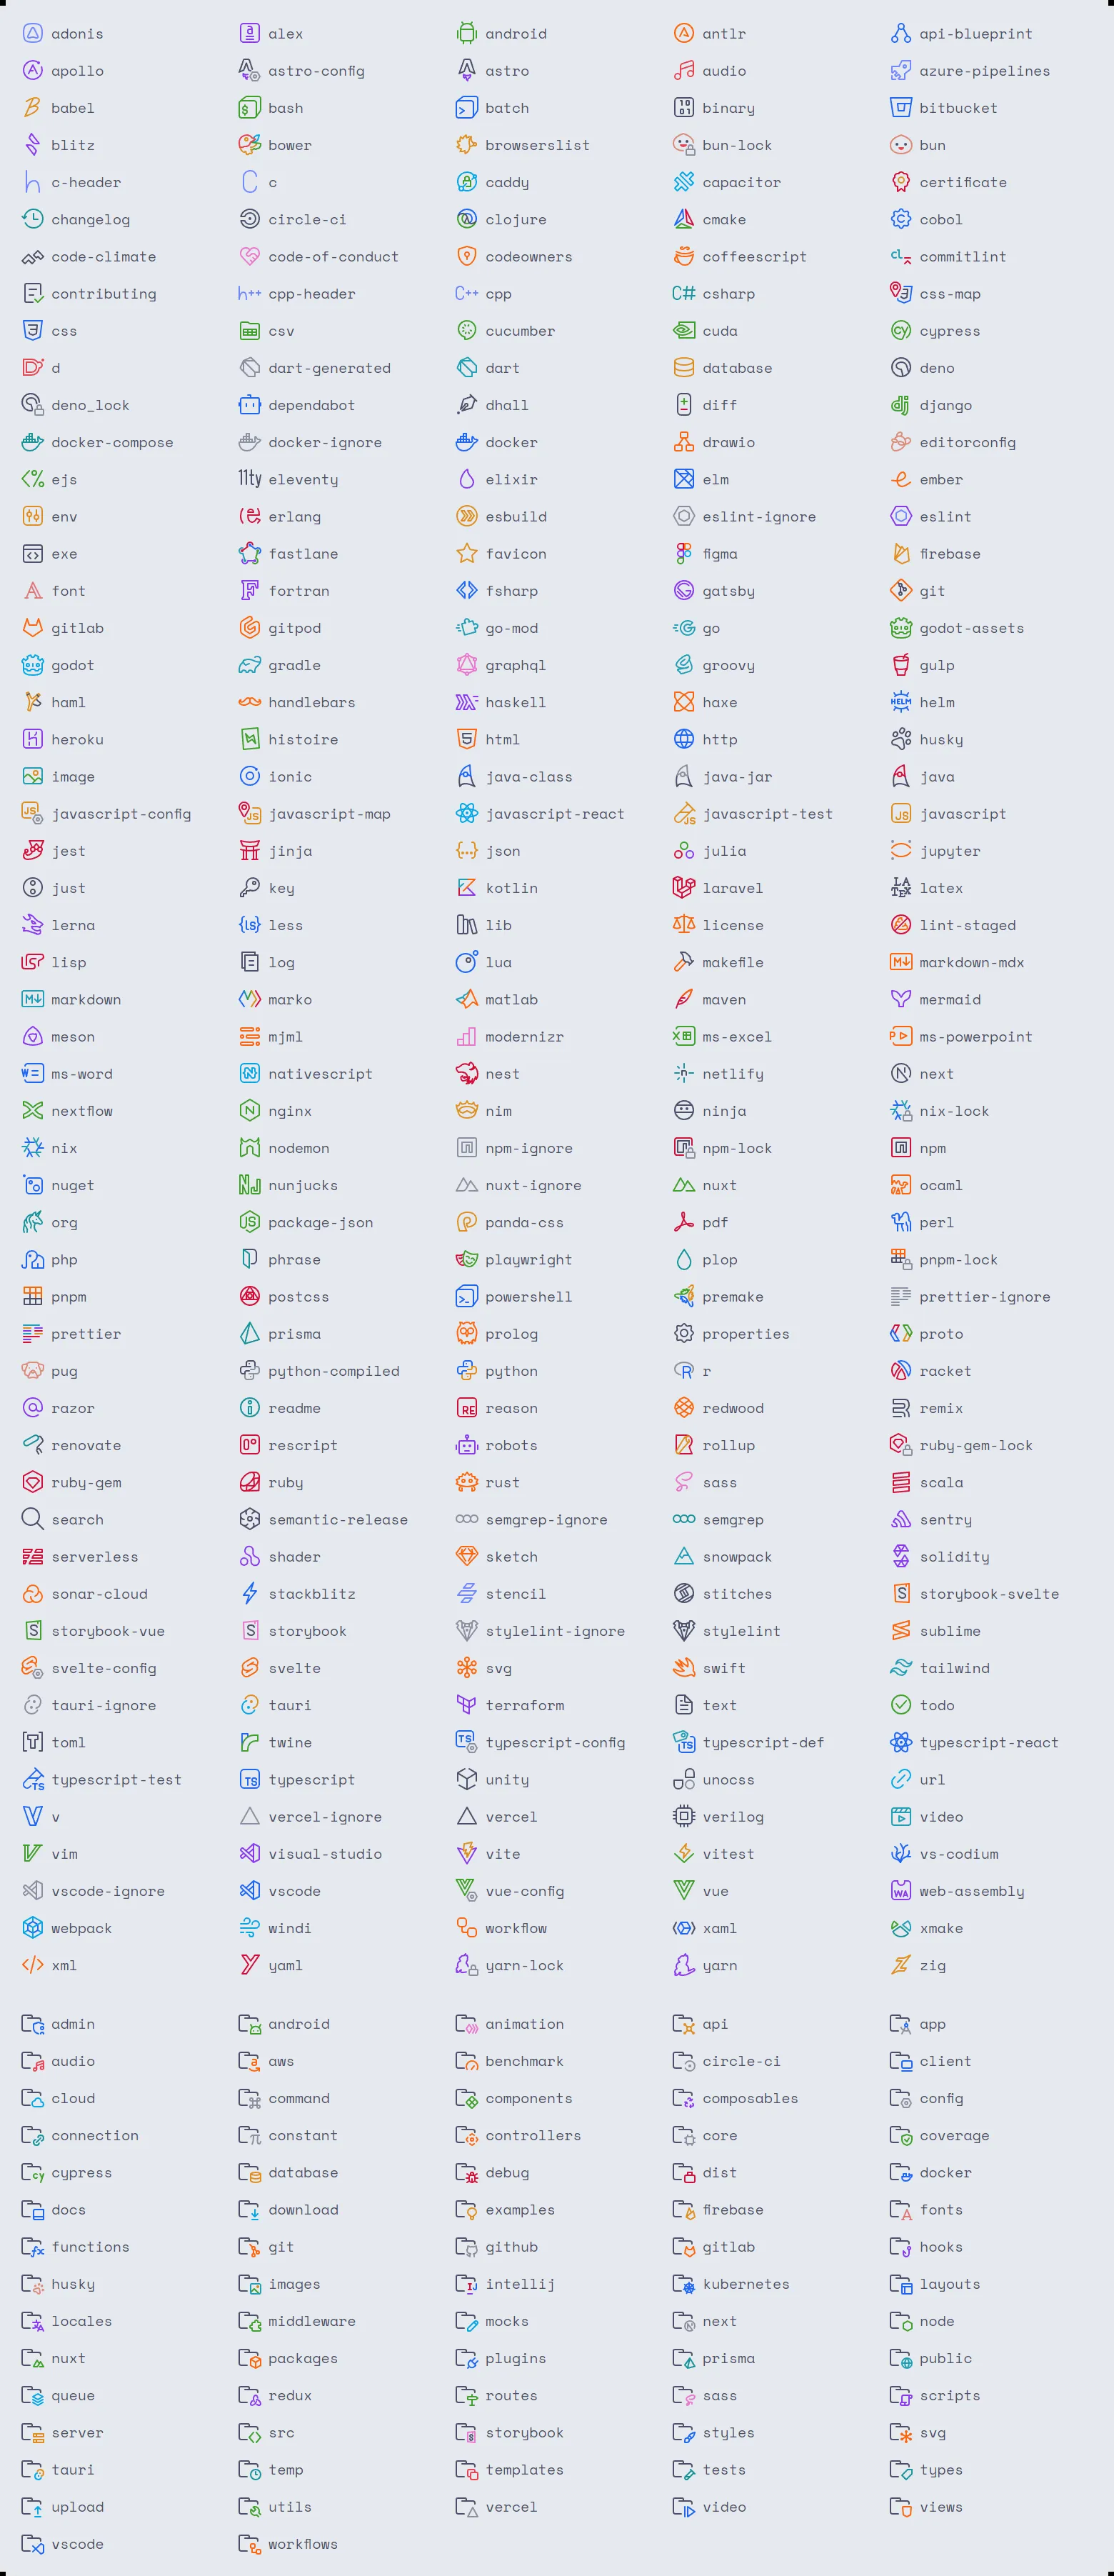 adonis alex android antlr api-blueprint
apollo astro-config astro audio azure-pipelines
babel bash batch binary bitbucket
blitz bower browserslist bun-lock bun
c-header c caddy capacitor certificate
changelog circle-ci clojure cmake cobol
code-climate code-of-conduct codeowners coffeescript commitlint
contributing cpp-header cpp csharp css-map
css csv cucumber cuda cypress
d dart-generated dart database deno
deno_lock dependabot dhall diff django
docker-compose docker-ignore docker drawio editorconfig
ejs eleventy elixir elm ember
env erlang esbuild eslint-ignore eslint
exe fastlane favicon figma firebase
font fortran fsharp gatsby git
gitlab gitpod go-mod go godot-assets
godot gradle graphql groovy gulp
haml handlebars haskell haxe helm
heroku histoire html http husky
image ionic java-class java-jar java
javascript-config javascript-map javascript-react javascript-test javascript
jest jinja json julia jupyter
just key kotlin laravel latex
lerna less lib license lint-staged
lisp log lua makefile markdown-mdx
markdown marko matlab maven mermaid
meson mjml modernizr ms-excel ms-powerpoint
ms-word nativescript nest netlify next
nextflow nginx nim ninja nix-lock
nix nodemon npm-ignore npm-lock npm
nuget nunjucks nuxt-ignore nuxt ocaml
org package-json panda-css pdf perl
php phrase playwright plop pnpm-lock
pnpm postcss powershell premake prettier-ignore
prettier prisma prolog properties proto
pug python-compiled python r racket
razor readme reason redwood remix
renovate rescript robots rollup ruby-gem-lock
ruby-gem ruby rust sass scala
search semantic-release semgrep-ignore semgrep sentry
serverless shader sketch snowpack solidity
sonar-cloud stackblitz stencil stitches storybook-svelte
storybook-vue storybook stylelint-ignore stylelint sublime
svelte-config svelte svg swift tailwind
tauri-ignore tauri terraform text todo
toml twine typescript-config typescript-def typescript-react
typescript-test typescript unity unocss url
v vercel-ignore vercel verilog video
vim visual-studio vite vitest vs-codium
vscode-ignore vscode vue-config vue web-assembly
webpack windi workflow xaml xmake
xml yaml yarn-lock yarn zig
admin android animation api app
audio aws benchmark circle-ci client
cloud command components composables config
connection constant controllers core coverage
cypress database debug dist docker
docs download examples firebase fonts
functions git github gitlab hooks
husky images intellij kubernetes layouts
locales middleware mocks next node
nuxt packages plugins prisma public
queue redux routes sass scripts
server src storybook styles svg
tauri temp templates tests types
upload utils vercel video views
vscode workflows